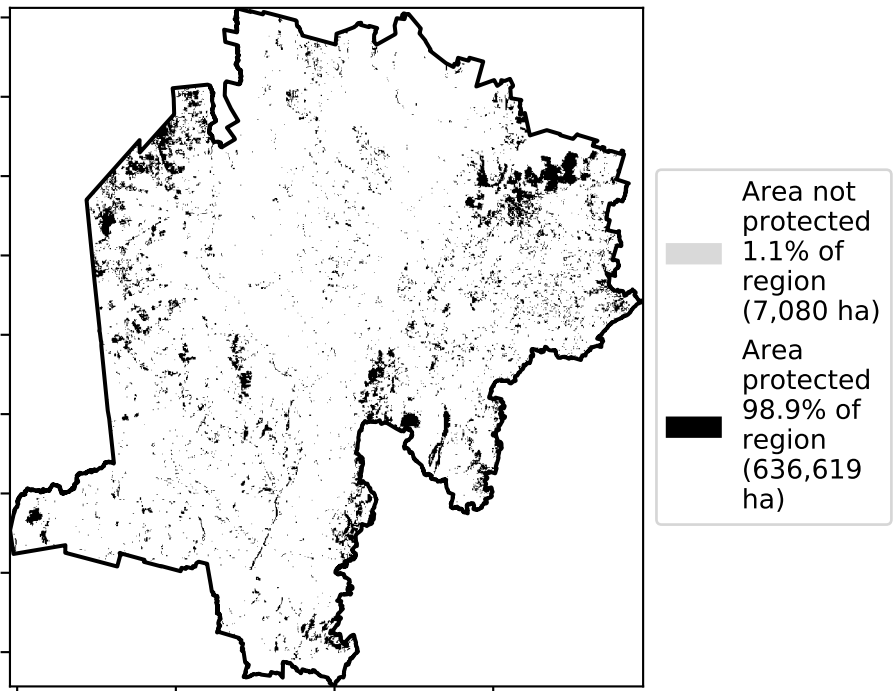 Area not
protected
1.1% of
region
(7,080 ha)
Area
protected
98.9% of
region
(636,619
ha)